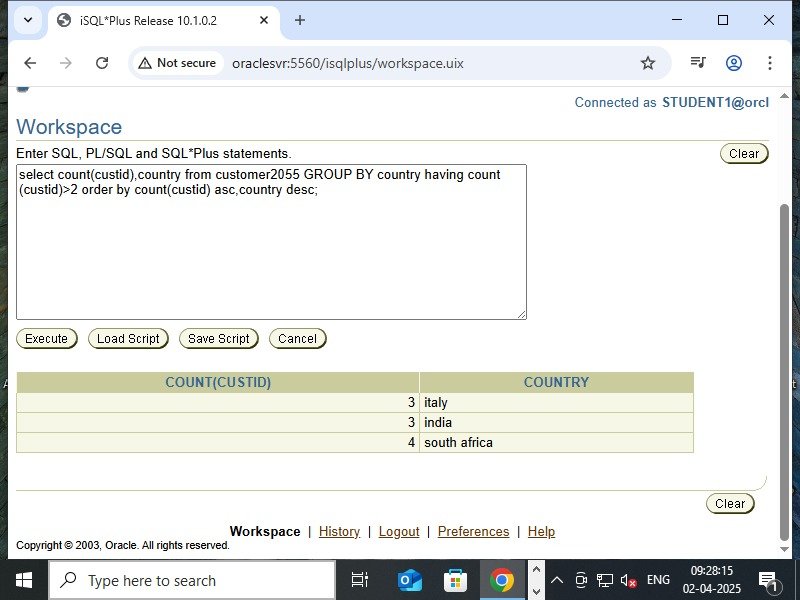 iSQL*Plus Release 10.1.0.2
Not secure
oraclesvr:5560/isqlplus/workspace.uix
Connected as STUDENT1@orcl
Workspace
Enter SQL, PL/SQL and SQL*Plus statements.
Clear
select count(custid),country from customer2055 GROUP BY country having count
(custid)>2 order by count(custid) asc,country desc;
Execute Load Script Save Script Cancel
COUNT(CUSTID) COUNTRY
3 italy
3 india
4 south africa
Clear
Workspace | History | Logout | Preferences | Help
Copyright © 2003, Oracle. All rights reserved.
Type here to search
ENG
09:28:15
02-04-2025
1